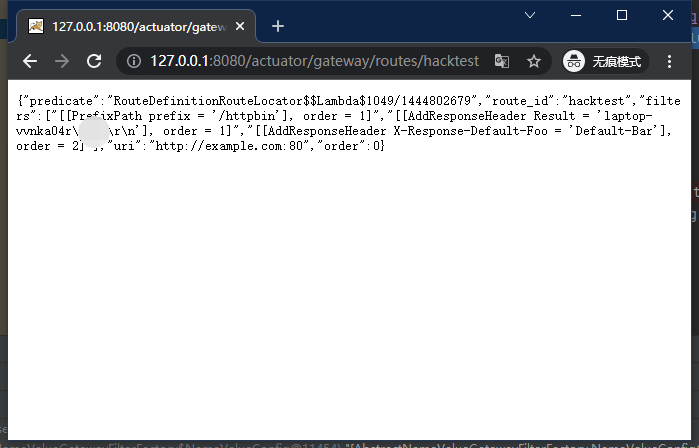 127.0.0.1:8080/actuator/gatew
127.0.0.1:8080/actuator/gateway/routes/hacktest
无痕模式
{"predicate":"RouteDefinitionRouteLocator$$Lambda$1049/1444802679","route_id":"hacktest","filte
rs":["[[PrefixPath prefix = '/httpbin'], order = 1]","[[AddResponseHeader Result = 'laptop-
vvnka04r\ \r\n'], order = 1]","[[AddResponseHeader X-Response-Default-Foo = 'Default-Bar'],
order = 2]"],"uri":"http://example.com:80","order":0}